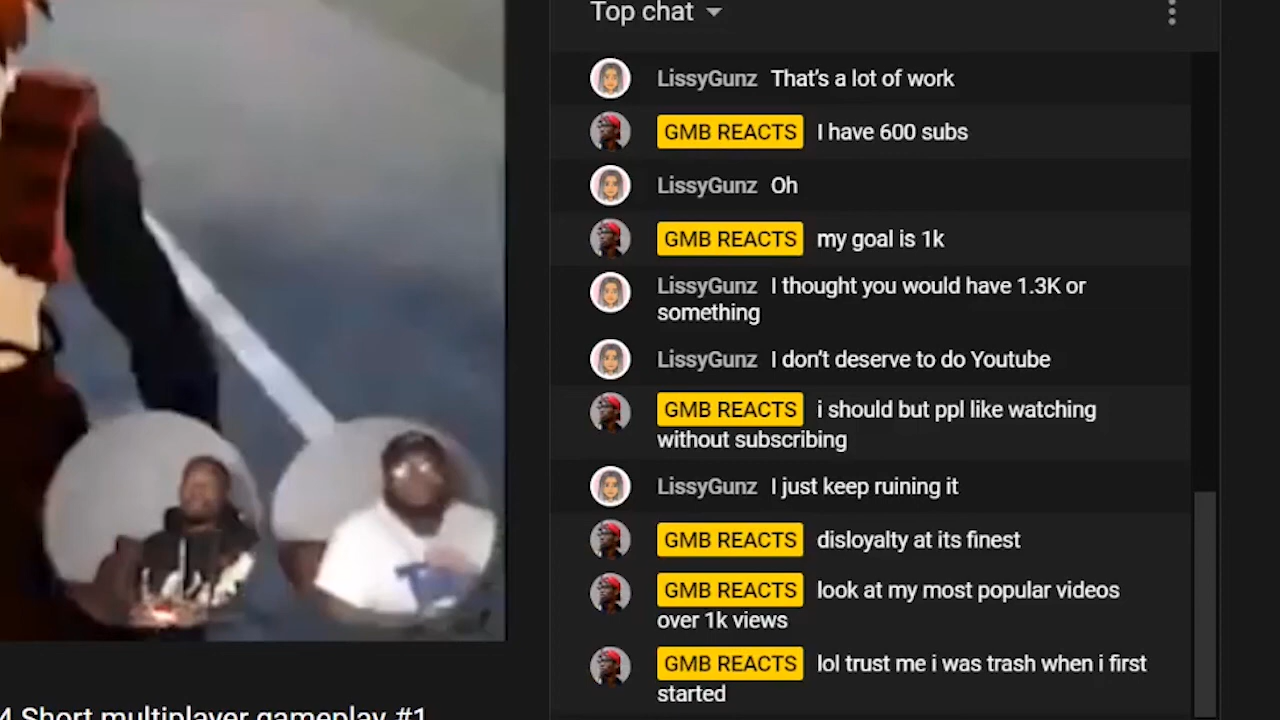 Top chat
LissyGunz That's a lot of work
GMB REACTS I have 600 subs
LissyGunz Oh
GMB REACTS my goal is 1k
LissyGunz I thought you would have 1.3K or
something
LissyGunz I don't deserve to do Youtube
GMB REACTS i should but ppl like watching
without subscribing
LissyGunz I just keep ruining it
GMB REACTS disloyalty at its finest
GMB REACTS look at my most popular videos
over 1k views
GMB REACTS lol trust me i was trash when i first
started
4 Short multiplayer gameplay #1